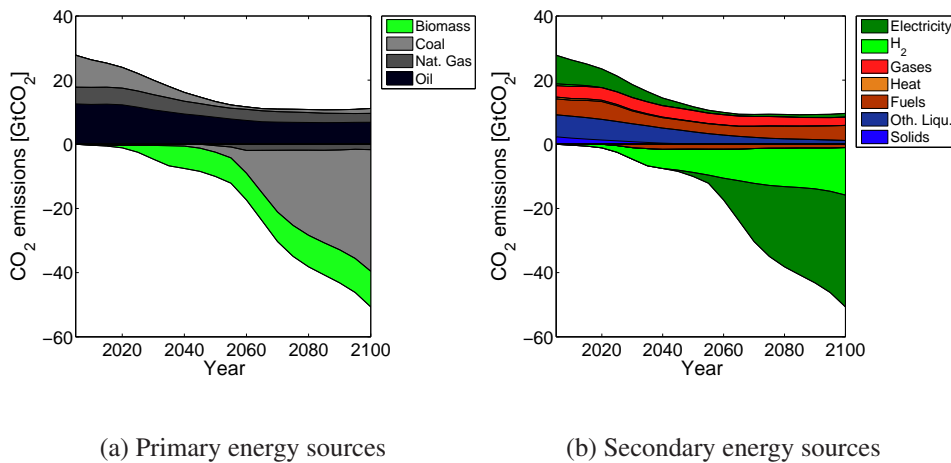 40
20
0
−20
−40
−60
CO2 emissions [GtCO2]
2020 2040 2060 2080 2100
Year
Biomass
Coal
Nat. Gas
Oil
(a) Primary energy sources
40
20
0
−20
−40
−60
CO2 emissions [GtCO2]
2020 2040 2060 2080 2100
Year
Electricity
H2
Gases
Heat
Fuels
Oth. Liqu.
Solids
(b) Secondary energy sources